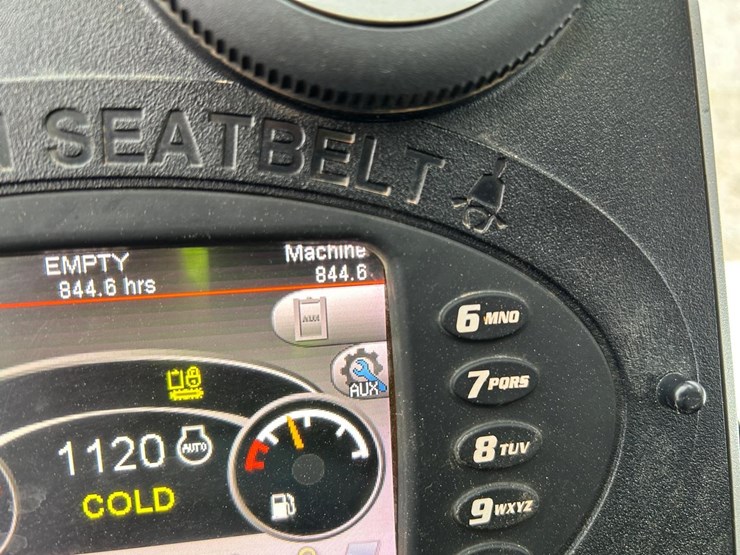 SEATBELT
EMPTY
844.6 hrs
Machine
844.6
AUX
AUX
1120 AUTO
COLD
6 MNO
7 PQRS
8 TUV
9 WXYZ